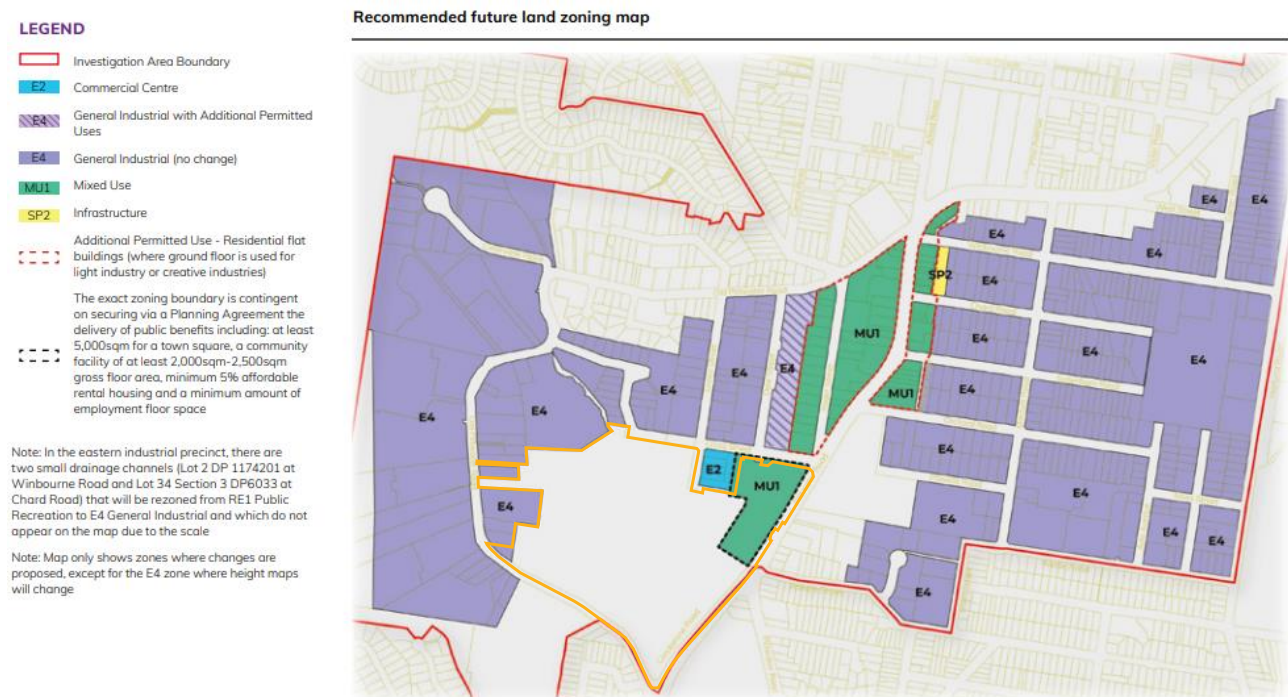 Recommended future land zoning map
LEGEND
Investigation Area Boundary
E2 Commercial Centre
E4 General Industrial with Additional Permitted
Uses
E4 General Industrial (no change)
MU1 Mixed Use
SP2 Infrastructure
Additional Permitted Use - Residential flat
buildings (where ground floor is used for
light industry or creative industries)
The exact zoning boundary is contingent
on securing via a Planning Agreement the
delivery of public benefits including: at least
5,000sqm for a town square, a community
facility of at least 2,000sqm-2,500sqm
gross floor area, minimum 5% affordable
rental housing and a minimum amount of
employment floor space
Note: In the eastern industrial precinct, there are
two small drainage channels (Lot 2 DP 1174201 at
Winbourne Road and Lot 34 Section 3 DP6033 at
Chard Road) that will be rezoned from RE1 Public
Recreation to E4 General Industrial and which do not
appear on the map due to the scale
Note: Map only shows zones where changes are
proposed, except for the E4 zone where height maps
will change
E4
E4
E4
E4
E4
SP2
E4
E4
MU1
E4
E4
E4
E4
E4
E4
MU1
E4
E4
E4
E2
MU1
E4
E4
E4
E4
E4
E4